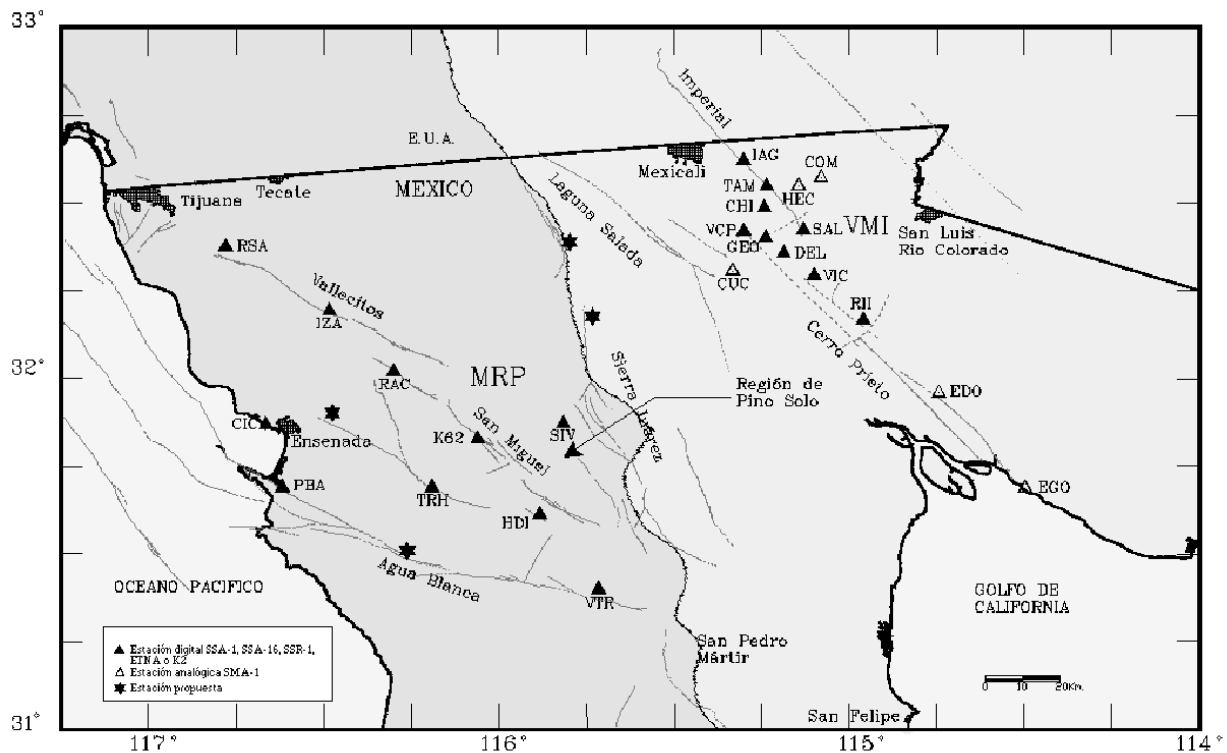 33°
Imperial
E.U.A.
IAG
COM
Mexicali
Tecate
MEXICO
TAM
HEC
Tijuana
Laguna Salada
CHI
VCP
SAL
VMI
San Luis
Rio Colorado
RSA
GEO
DEL
CUC
VIC
Vallecitos
IZA
RII
Cerro Prieto
32°
RAC
MRP
Sierra Juárez
Región de
Pino Solo
EDO
CIC
Ensenada
K62
San Miguel
SIV
PBA
TRH
HDI
EGO
Agua Blanca
OCEANO PACIFICO
VTR
GOLFO DE
CALIFORNIA
San Pedro
Mártir
Estación digital SSA-1, SSA-16, SSR-1,
ETNA o K2
Estación analógica SMA-1
Estación propuesta
0 10 20Km.
San Felipe
31°
117° 116° 115° 114°